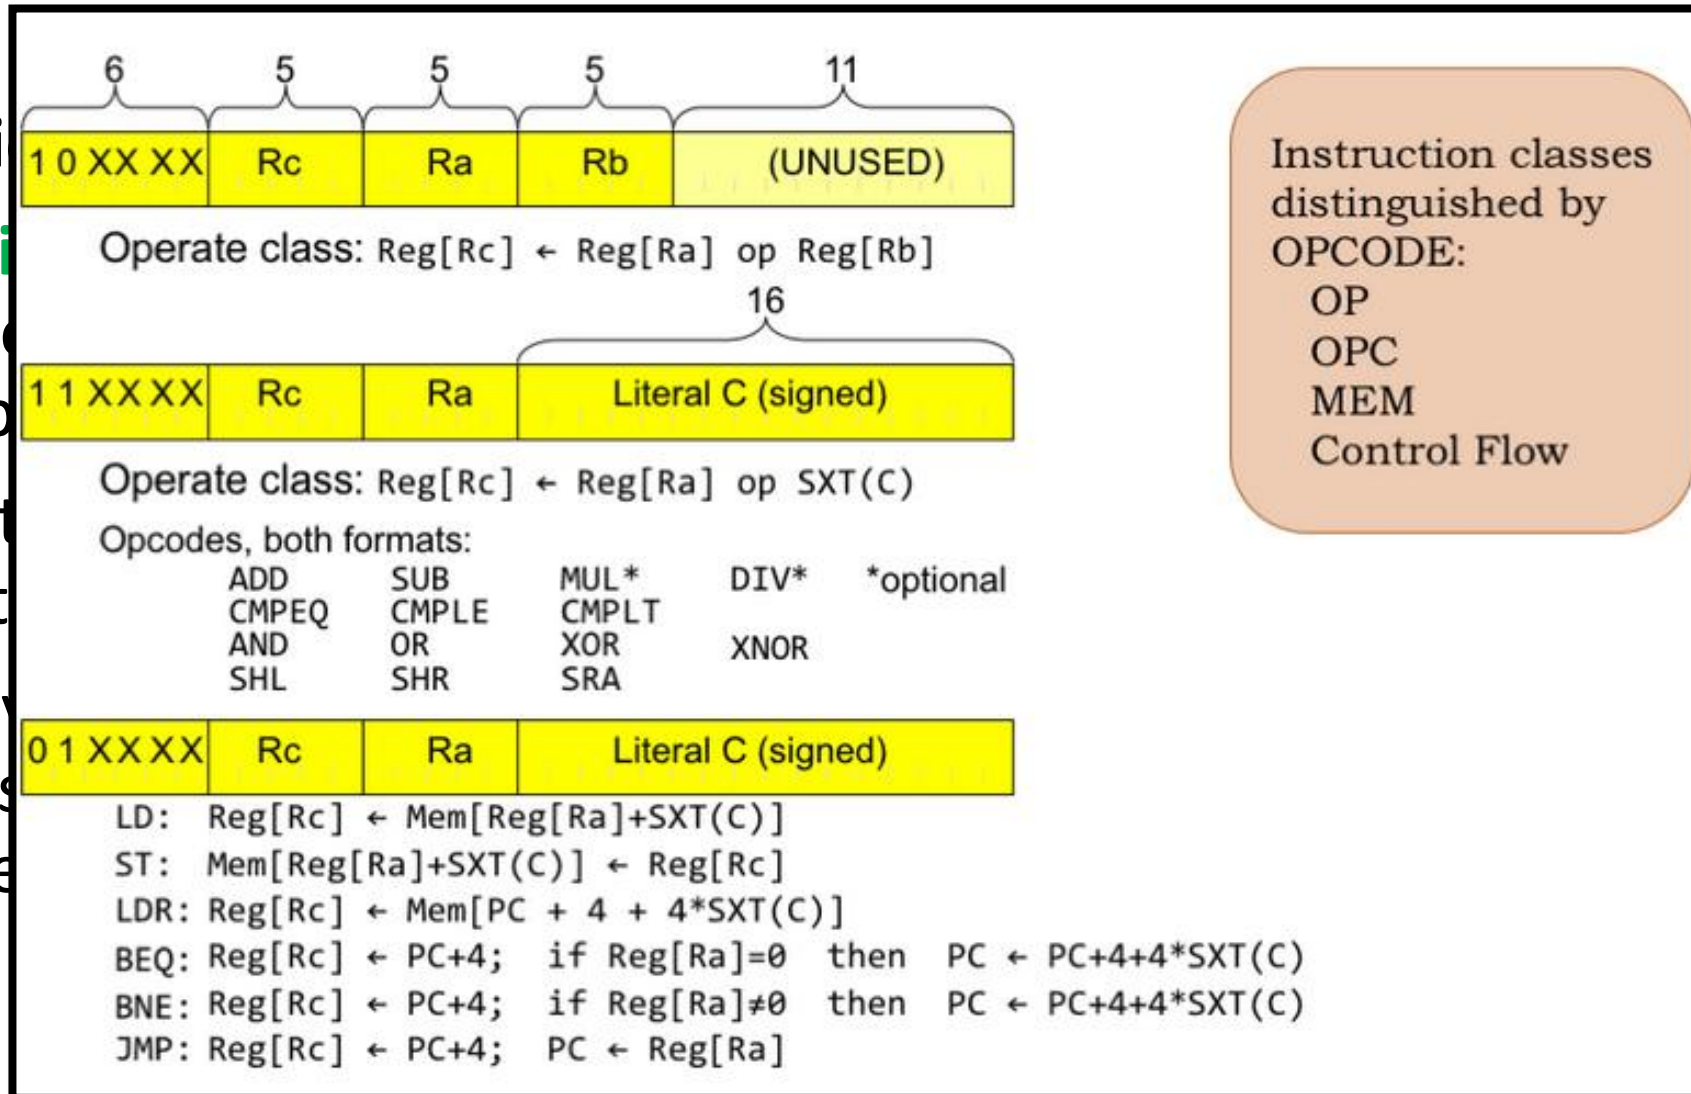 6 5 5 5 11
1 0 XX XX Rc Ra Rb (UNUSED)
Operate class: Reg[Rc] ← Reg[Ra] op Reg[Rb]
16
1 1 XX XX Rc Ra Literal C (signed)
Operate class: Reg[Rc] ← Reg[Ra] op SXT(C)
Opcodes, both formats:
ADD SUB MUL* DIV* *optional
CMPEQ CMPLE CMPLT
AND OR XOR XNOR
SHL SHR SRA
0 1 XX XX Rc Ra Literal C (signed)
LD: Reg[Rc] ← Mem[Reg[Ra]+SXT(C)]
ST: Mem[Reg[Ra]+SXT(C)] ← Reg[Rc]
LDR: Reg[Rc] ← Mem[PC + 4 + 4*SXT(C)]
BEQ: Reg[Rc] ← PC+4; if Reg[Ra]=0 then PC ← PC+4+4*SXT(C)
BNE: Reg[Rc] ← PC+4; if Reg[Ra]≠0 then PC ← PC+4+4*SXT(C)
JMP: Reg[Rc] ← PC+4; PC ← Reg[Ra]
Instruction classes
distinguished by
OPCODE:
OP
OPC
MEM
Control Flow